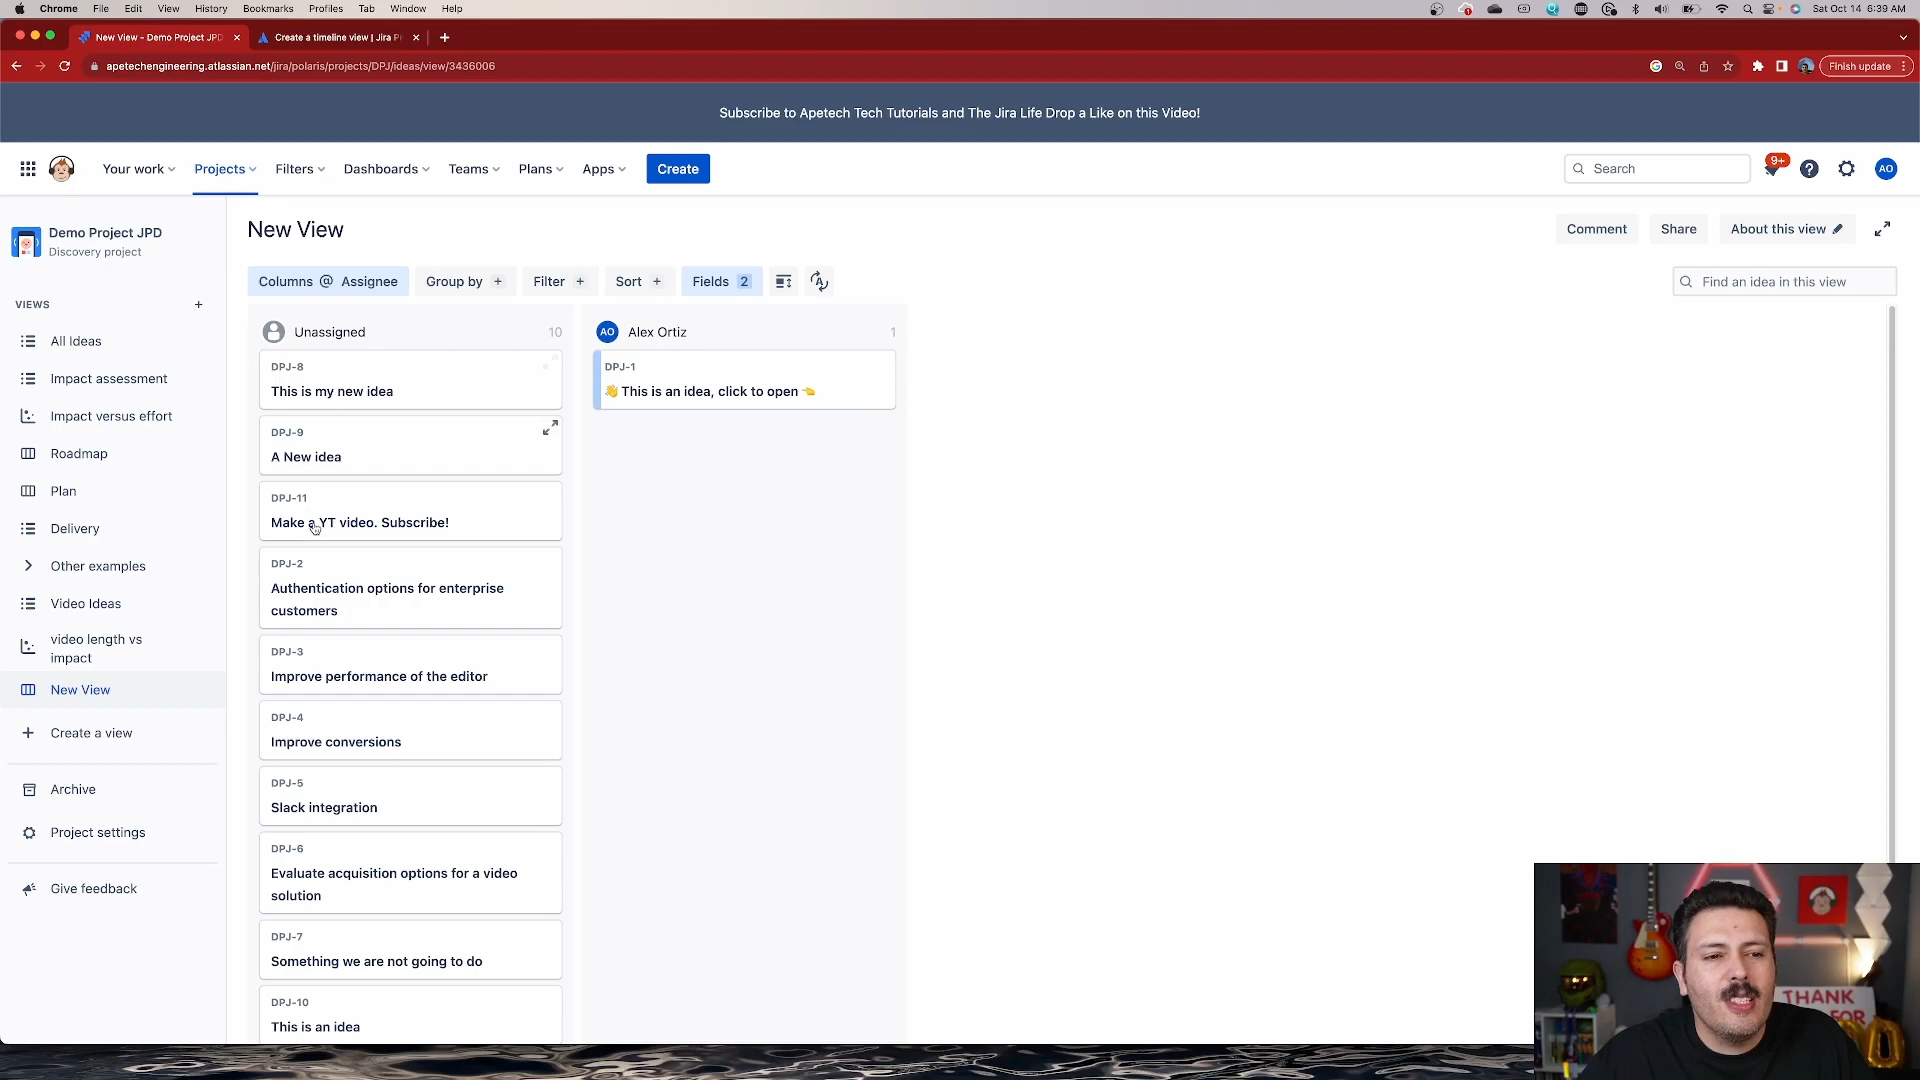 Chrome File Edit View History Bookmarks Profiles Tab Window Help
Sat Oct 14 6:39 AM
New View - Demo Project JPD
Create a timeline view | Jira P
apetechengineering.atlassian.net/jira/polaris/projects/DPJ/ideas/view/3436006
Finish update
Subscribe to Apetech Tech Tutorials and The Jira Life Drop a Like on this Video!
Your work Projects Filters Dashboards Teams Plans Apps Create
Search
9+
AO
Demo Project JPD
Discovery project
VIEWS
All Ideas
Impact assessment
Impact versus effort
Roadmap
Plan
Delivery
Other examples
Video Ideas
video length vs
impact
New View
Create a view
Archive
Project settings
Give feedback
New View
Comment
Share
About this view
Columns Assignee
Group by +
Filter +
Sort +
Fields 2
Find an idea in this view
Unassigned 10
DPJ-8
This is my new idea
DPJ-9
A New idea
DPJ-11
Make a YT video. Subscribe!
DPJ-2
Authentication options for enterprise
customers
DPJ-3
Improve performance of the editor
DPJ-4
Improve conversions
DPJ-5
Slack integration
DPJ-6
Evaluate acquisition options for a video
solution
DPJ-7
Something we are not going to do
DPJ-10
This is an idea
AO Alex Ortiz 1
DPJ-1
👋 This is an idea, click to open 👈
THANK
FOR